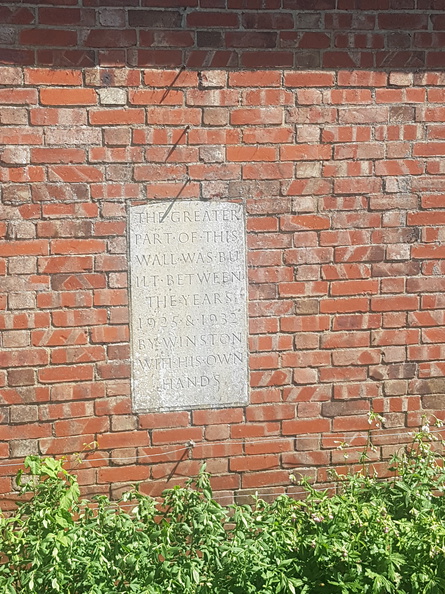 THE GREATER
PART·OF·THIS
WALL·WAS·BU
ILT·BETWEEN
THE·YEARS
1925·&·1932
BY·WINSTON
WITH·HIS·OWN
HANDS